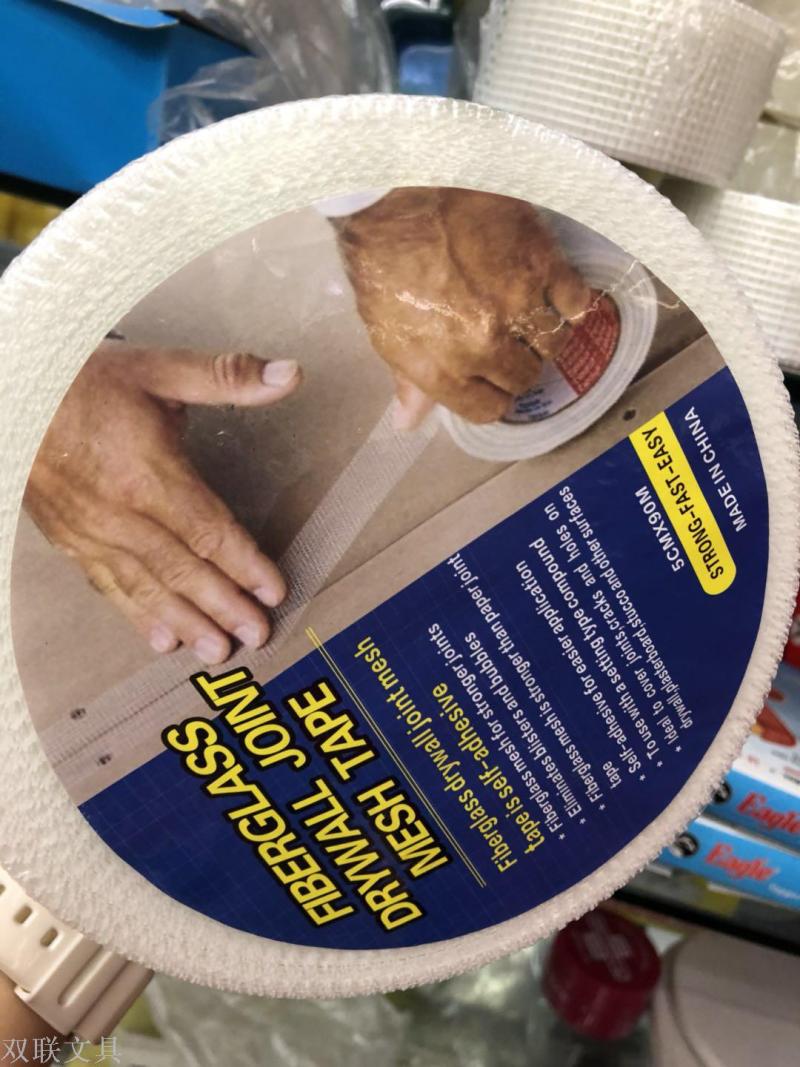 FIBERGLASS
DRYWALL JOINT
MESH TAPE
Fiberglass drywall joint mesh
tape is self-adhesive
* Fiberglass mesh for stronger joints
* Eliminates blisters and bubbles
* Fiberglass mesh is stronger than paper joint
tape
* Self-adhesive for easier application
* To use with a setting type compound
* Ideal to cover joints, cracks and holes on
drywall, plasterboard, stucco and other surfaces
5CMX90M
STRONG-FAST-EASY
MADE IN CHINA
Eagle
Eagle
双联文具